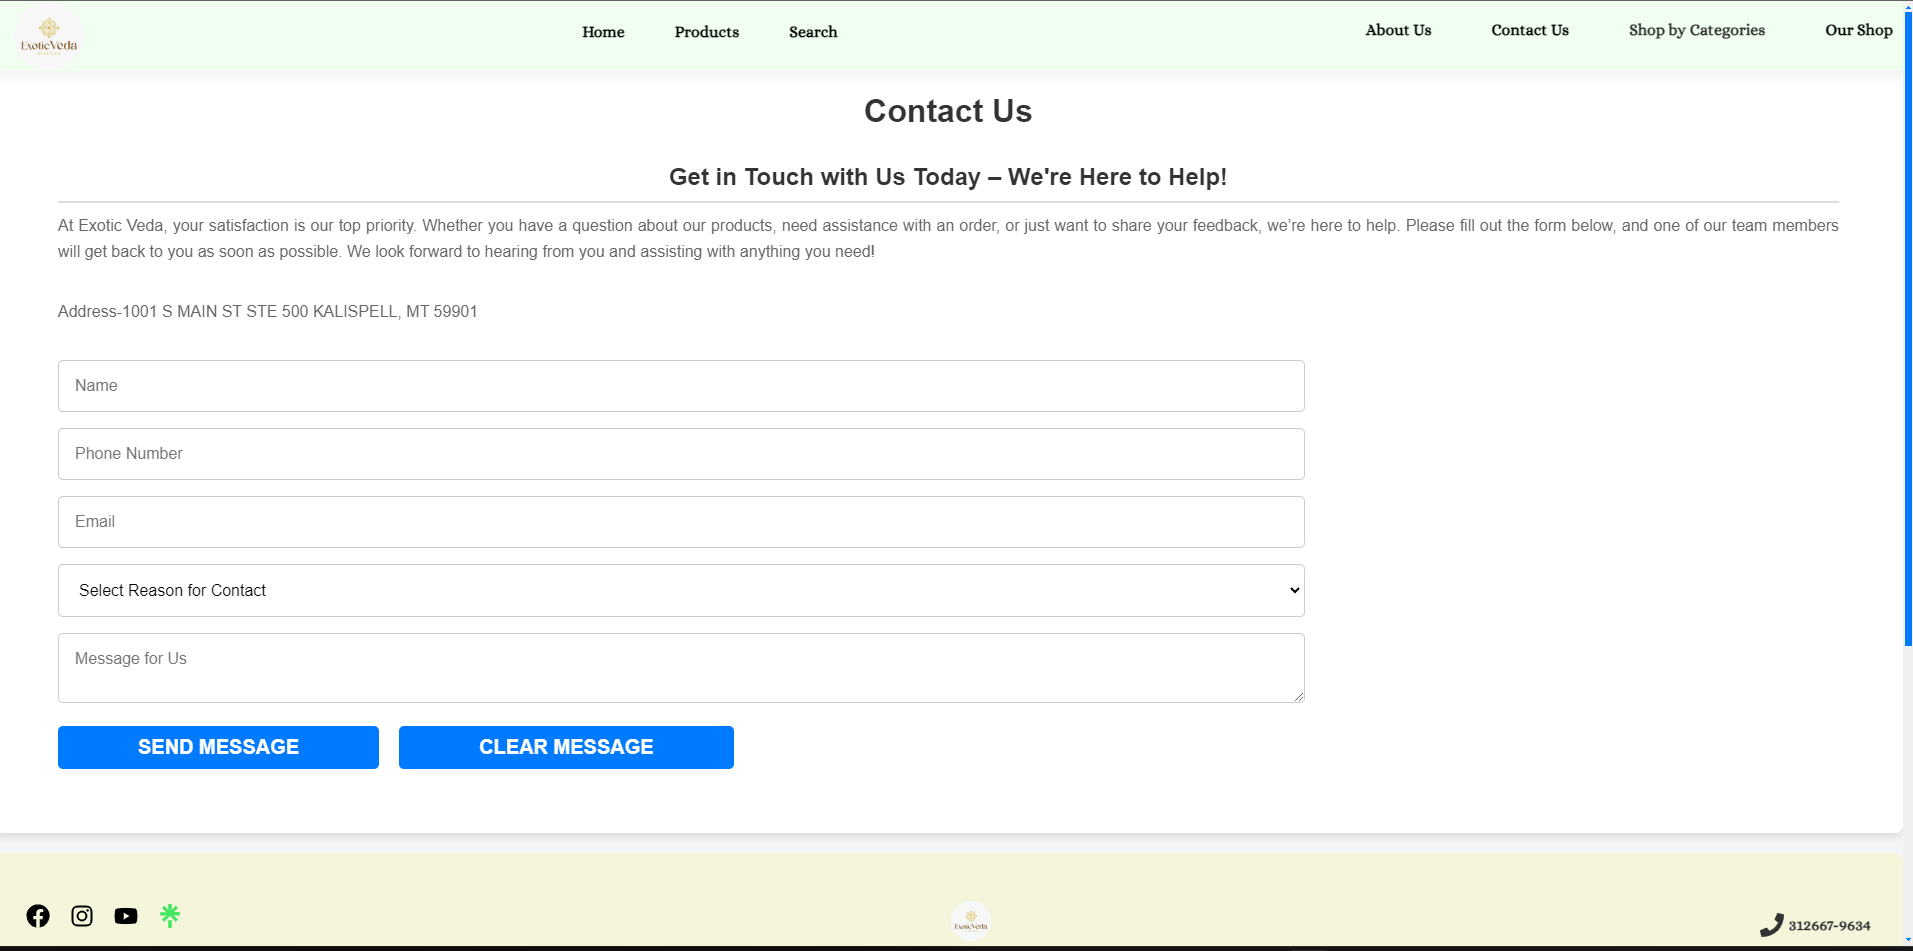 Exotic Veda
Home
Products
Search
About Us
Contact Us
Shop by Categories
Our Shop
Contact Us
Get in Touch with Us Today – We're Here to Help!
At Exotic Veda, your satisfaction is our top priority. Whether you have a question about our products, need assistance with an order, or just want to share your feedback, we’re here to help. Please fill out the form below, and one of our team members
will get back to you as soon as possible. We look forward to hearing from you and assisting with anything you need!
Address-1001 S MAIN ST STE 500 KALISPELL, MT 59901
Name
Phone Number
Email
Select Reason for Contact
Message for Us
SEND MESSAGE
CLEAR MESSAGE
Exotic Veda
312667-9634